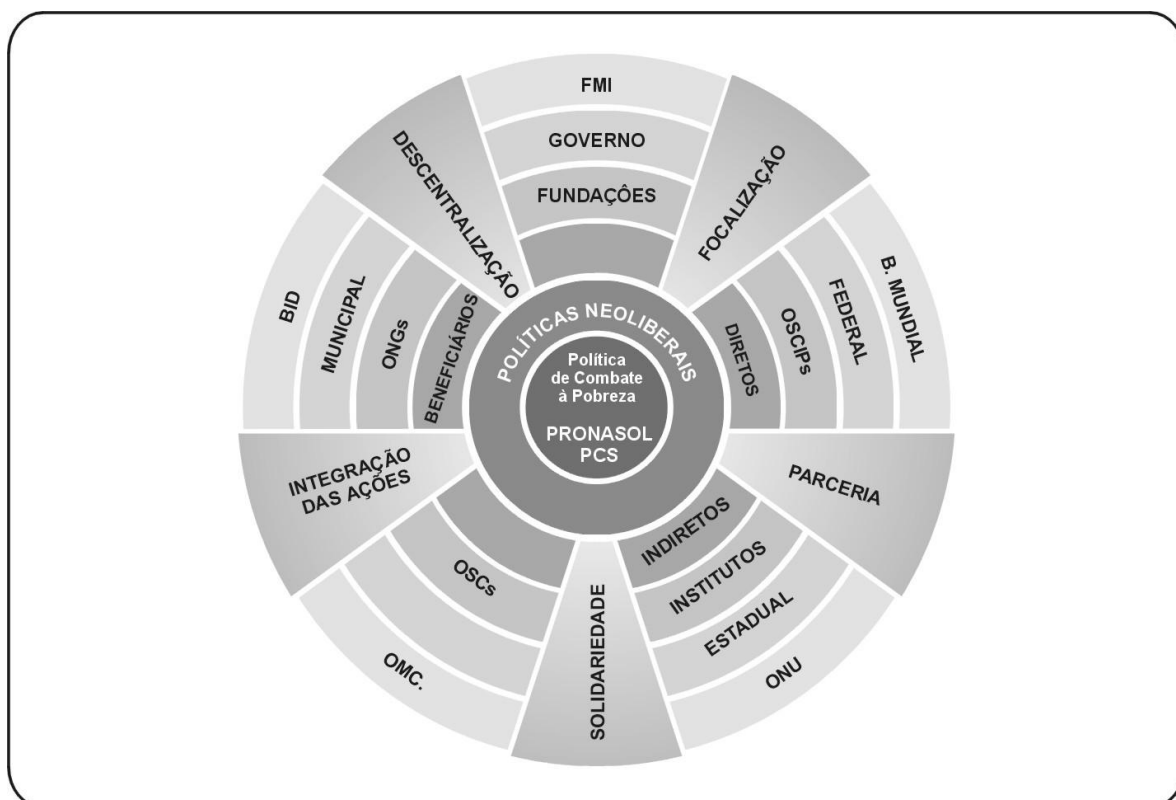 FMI
GOVERNO
FUNDAÇÔES
FOCALIZAÇÃO
B. MUNDIAL
FEDERAL
OSCIPs
DIRETOS
PARCERIA
INDIRETOS
INSTITUTOS
ESTADUAL
ONU
SOLIDARIEDADE
OSCs
OMC.
INTEGRAÇÃO
DAS AÇÕES
BID
MUNICIPAL
ONGs
BENEFICIÁRIOS
DESCENTRALIZAÇÃO
POLÍTICAS NEOLIBERAIS
Política
de Combate
à Pobreza
PRONASOL
PCS